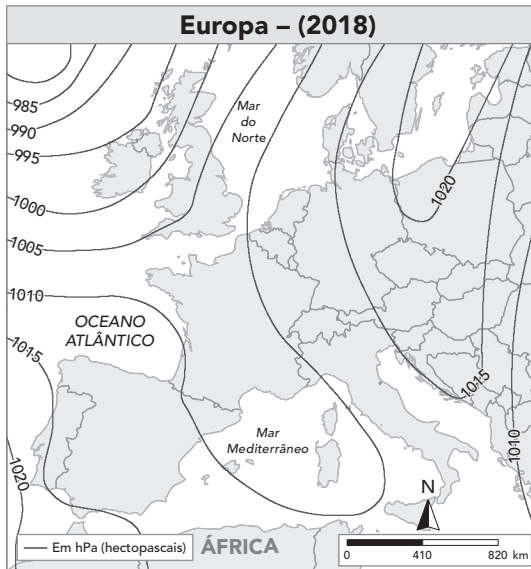 Europa – (2018)
985
990
995
1000
1005
1010
1015
1020
Mar
do
Norte
1020
OCEANO
ATLÂNTICO
1015
1010
Mar
Mediterrâneo
N
Em hPa (hectopascais)
ÁFRICA
0 410 820 km